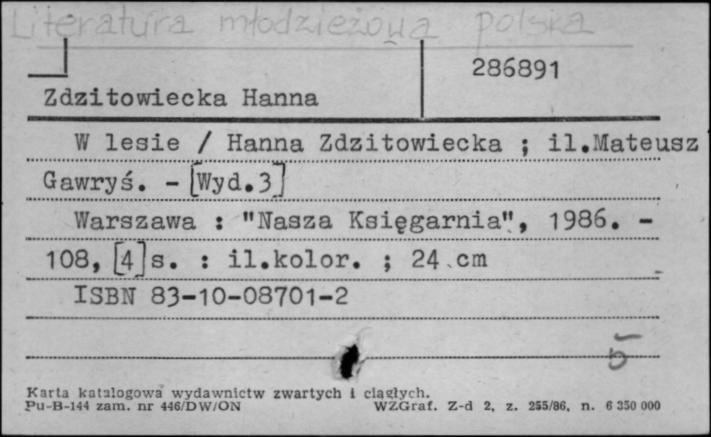 Literatura młodzieżowa polska
286891
Zdzitowiecka Hanna
W lesie / Hanna Zdzitowiecka ; il.Mateusz
Gawryś. - [Wyd.3]
Warszawa : "Nasza Księgarnia", 1986. -
108, [4]s. : il.kolor. ; 24 cm
ISBN 83-10-08701-2
5
Karta katalogowa wydawnictw zwartych i ciągłych.
Pu-B-144 zam. nr 446/DW/ON WZGraf. Z-d 2, z. 255/86, n. 6 350 000